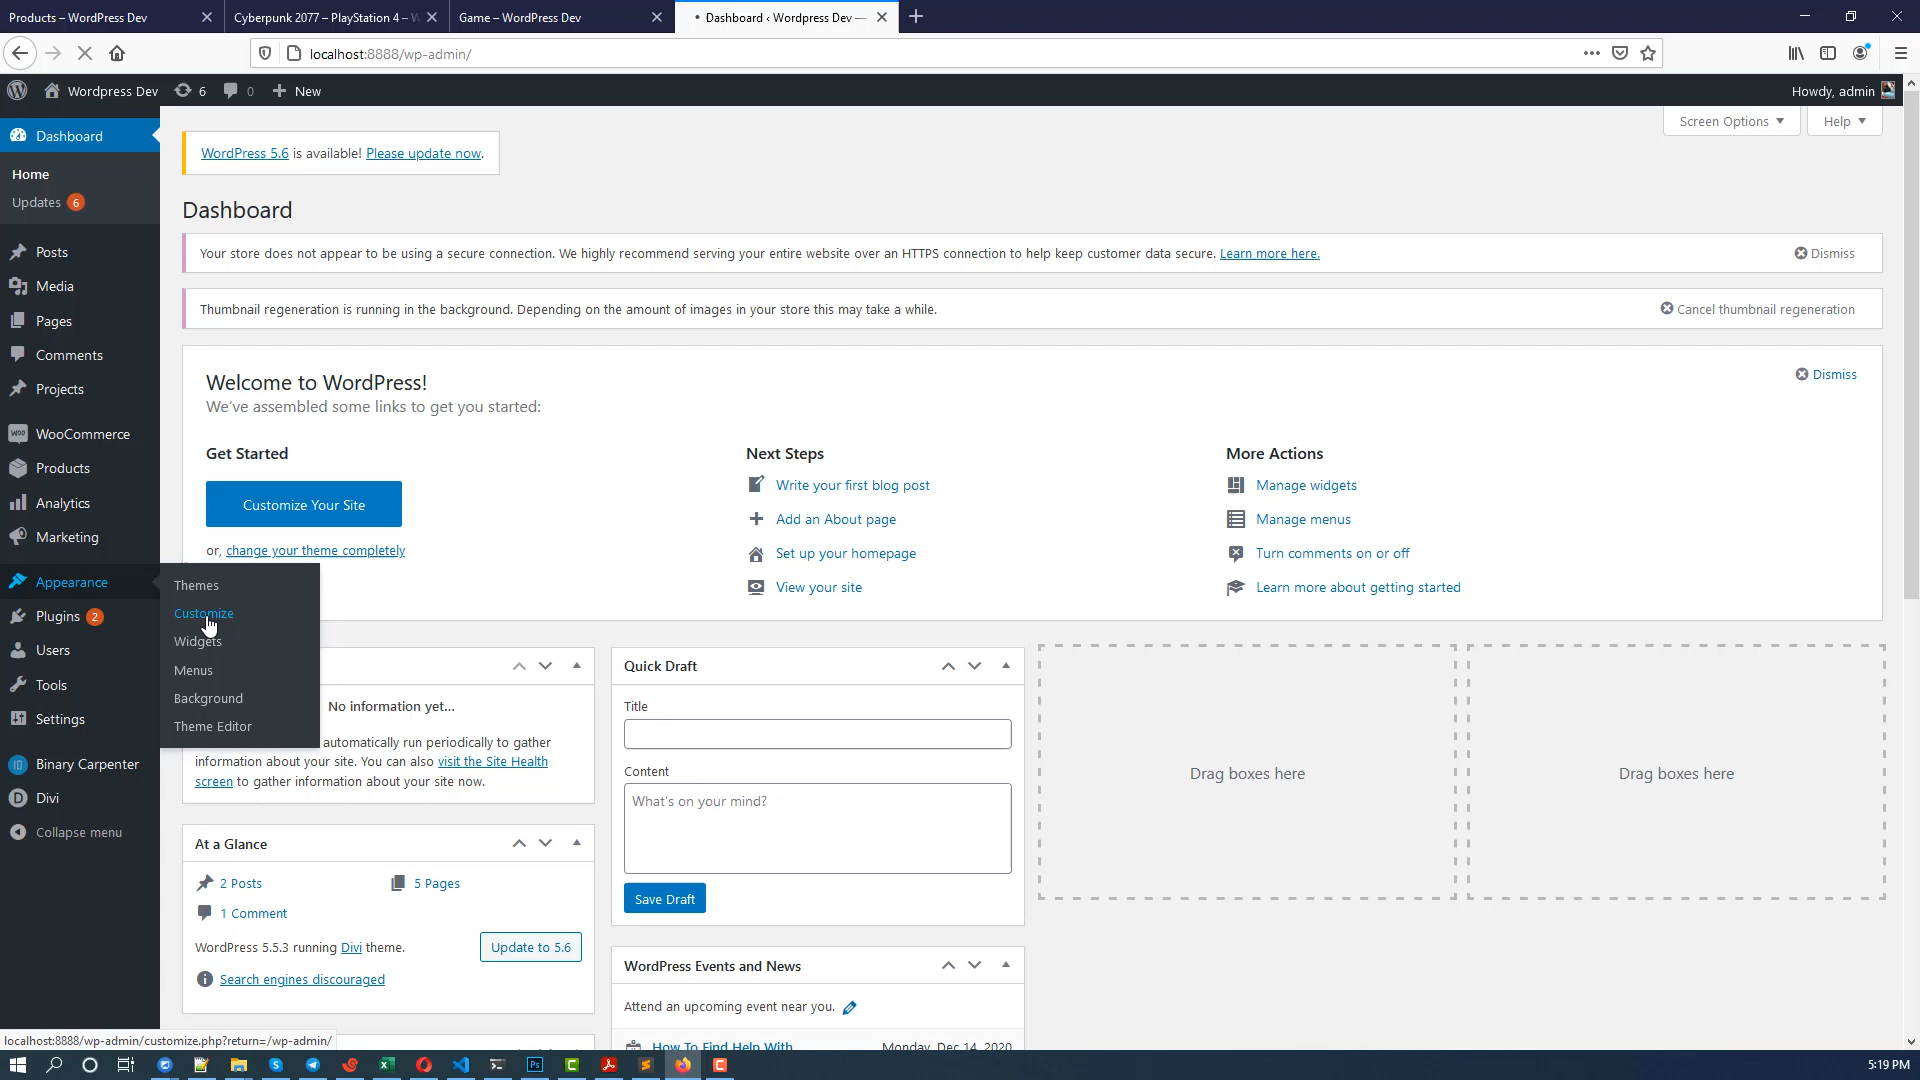 Products – WordPress Dev
Cyberpunk 2077 – PlayStation 4 – W
Game – WordPress Dev
Dashboard ‹ Wordpress Dev —
localhost:8888/wp-admin/
Wordpress Dev
6
0
New
Howdy, admin
Dashboard
Home
Updates 6
Posts
Media
Pages
Comments
Projects
WooCommerce
Products
Analytics
Marketing
Appearance
Plugins 2
Users
Tools
Settings
Binary Carpenter
Divi
Collapse menu
Themes
Customize
Widgets
Menus
Background
Theme Editor
Screen Options
Help
WordPress 5.6 is available! Please update now.
Dashboard
Your store does not appear to be using a secure connection. We highly recommend serving your entire website over an HTTPS connection to help keep customer data secure. Learn more here.
Dismiss
Thumbnail regeneration is running in the background. Depending on the amount of images in your store this may take a while.
Cancel thumbnail regeneration
Welcome to WordPress!
Dismiss
We've assembled some links to get you started:
Get Started
Customize Your Site
or, change your theme completely
Next Steps
Write your first blog post
Add an About page
Set up your homepage
View your site
More Actions
Manage widgets
Manage menus
Turn comments on or off
Learn more about getting started
No information yet...
automatically run periodically to gather
information about your site. You can also visit the Site Health
screen to gather information about your site now.
At a Glance
2 Posts
5 Pages
1 Comment
WordPress 5.5.3 running Divi theme.
Update to 5.6
Search engines discouraged
Quick Draft
Title
Content
What's on your mind?
Save Draft
WordPress Events and News
Attend an upcoming event near you.
How To Find Help With
Monday, Dec 14, 2020
Drag boxes here
Drag boxes here
localhost:8888/wp-admin/customize.php?return=/wp-admin/
5:19 PM